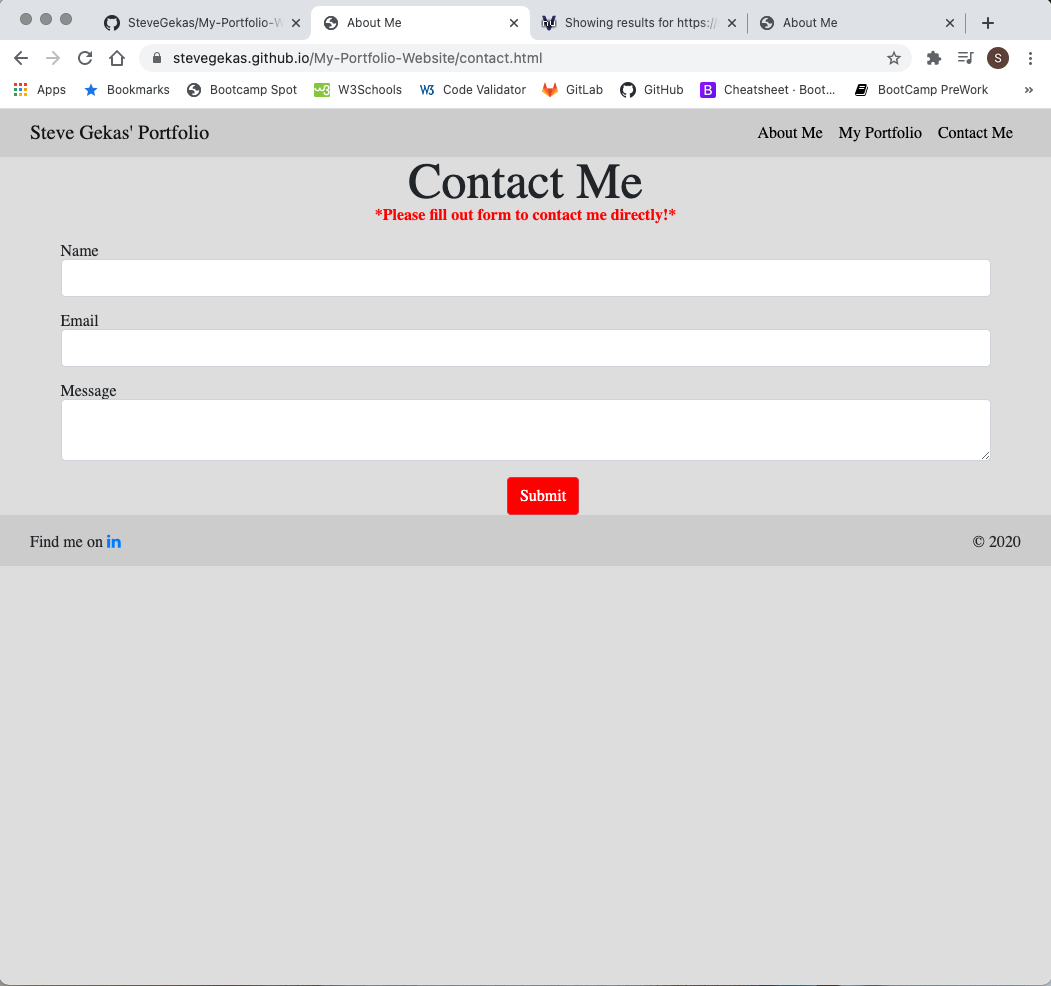 SteveGekas/My-Portfolio-W
About Me
Showing results for https://
About Me
stevegekas.github.io/My-Portfolio-Website/contact.html
S
Apps
Bookmarks
Bootcamp Spot
W3Schools
Code Validator
GitLab
GitHub
Cheatsheet · Boot...
BootCamp PreWork
»
Steve Gekas' Portfolio
About Me My Portfolio Contact Me
Contact Me
*Please fill out form to contact me directly!*
Name
Email
Message
Submit
Find me on in
© 2020